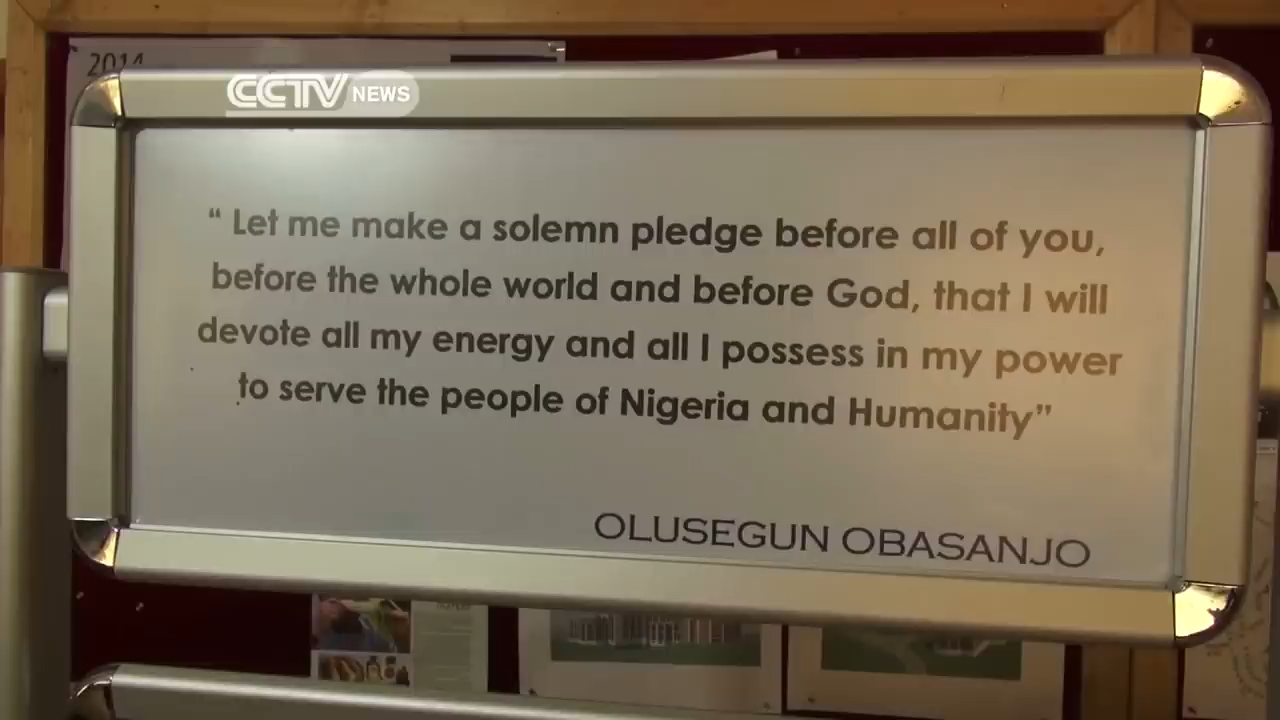 2014
CCTV NEWS
“ Let me make a solemn pledge before all of you,
before the whole world and before God, that I will
devote all my energy and all I possess in my power
to serve the people of Nigeria and Humanity”
OLUSEGUN OBASANJO